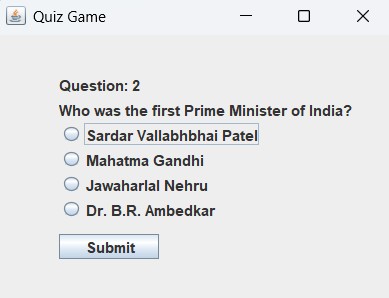 Quiz Game
Question: 2
Who was the first Prime Minister of India?
Sardar Vallabhbhai Patel
Mahatma Gandhi
Jawaharlal Nehru
Dr. B.R. Ambedkar
Submit